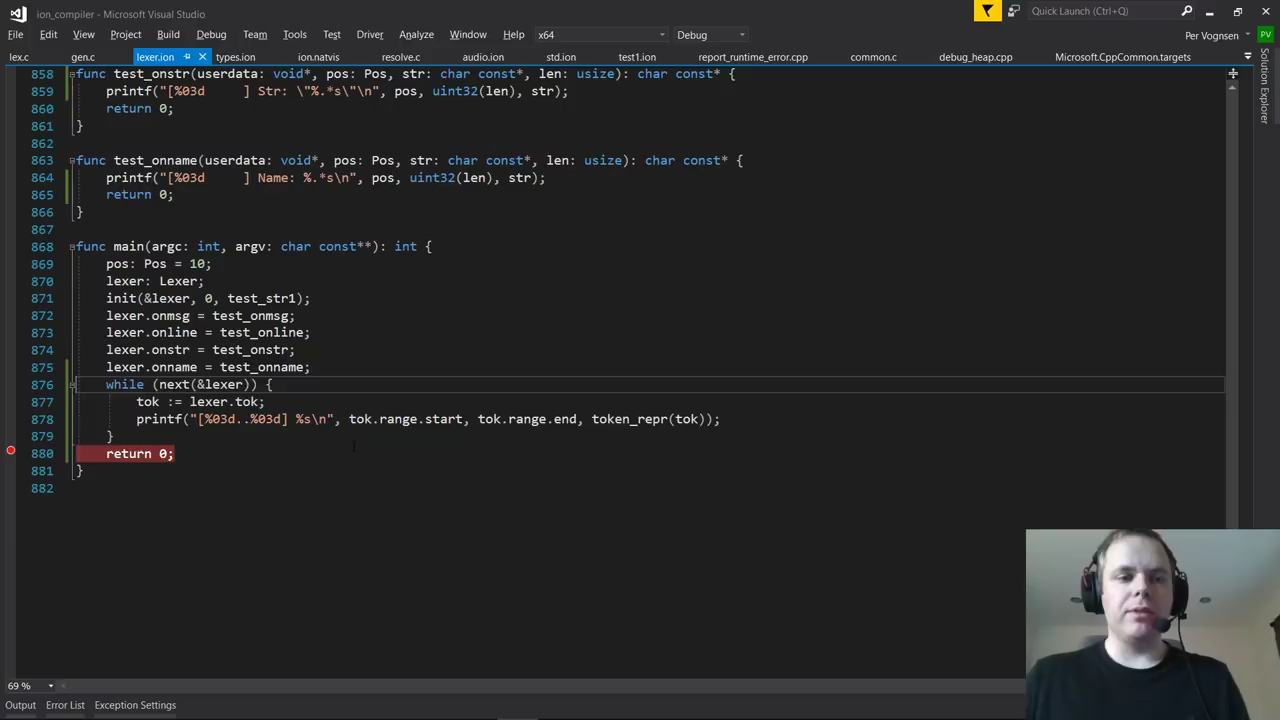 ion_compiler - Microsoft Visual Studio
Quick Launch (Ctrl+Q)
File Edit View Project Build Debug Team Tools Test Driver Analyze Window Help x64 Debug Per Vognsen PV
lex.c gen.c lexer.ion types.ion ion.natvis resolve.c audio.ion std.ion test1.ion report_runtime_error.cpp common.c debug_heap.cpp Microsoft.CppCommon.targets
Solution Explorer
858 func test_onstr(userdata: void*, pos: Pos, str: char const*, len: usize): char const* {
859 printf("[%03d     ] Str: \"%.*s\"\n", pos, uint32(len), str);
860 return 0;
861 }
862
863 func test_onname(userdata: void*, pos: Pos, str: char const*, len: usize): char const* {
864 printf("[%03d     ] Name: %.*s\n", pos, uint32(len), str);
865 return 0;
866 }
867
868 func main(argc: int, argv: char const**): int {
869 pos: Pos = 10;
870 lexer: Lexer;
871 init(&lexer, 0, test_str1);
872 lexer.onmsg = test_onmsg;
873 lexer.online = test_online;
874 lexer.onstr = test_onstr;
875 lexer.onname = test_onname;
876 while (next(&lexer)) {
877 tok := lexer.tok;
878 printf("[%03d..%03d] %s\n", tok.range.start, tok.range.end, token_repr(tok));
879 }
880 return 0;
881 }
882
69 %
Output Error List Exception Settings